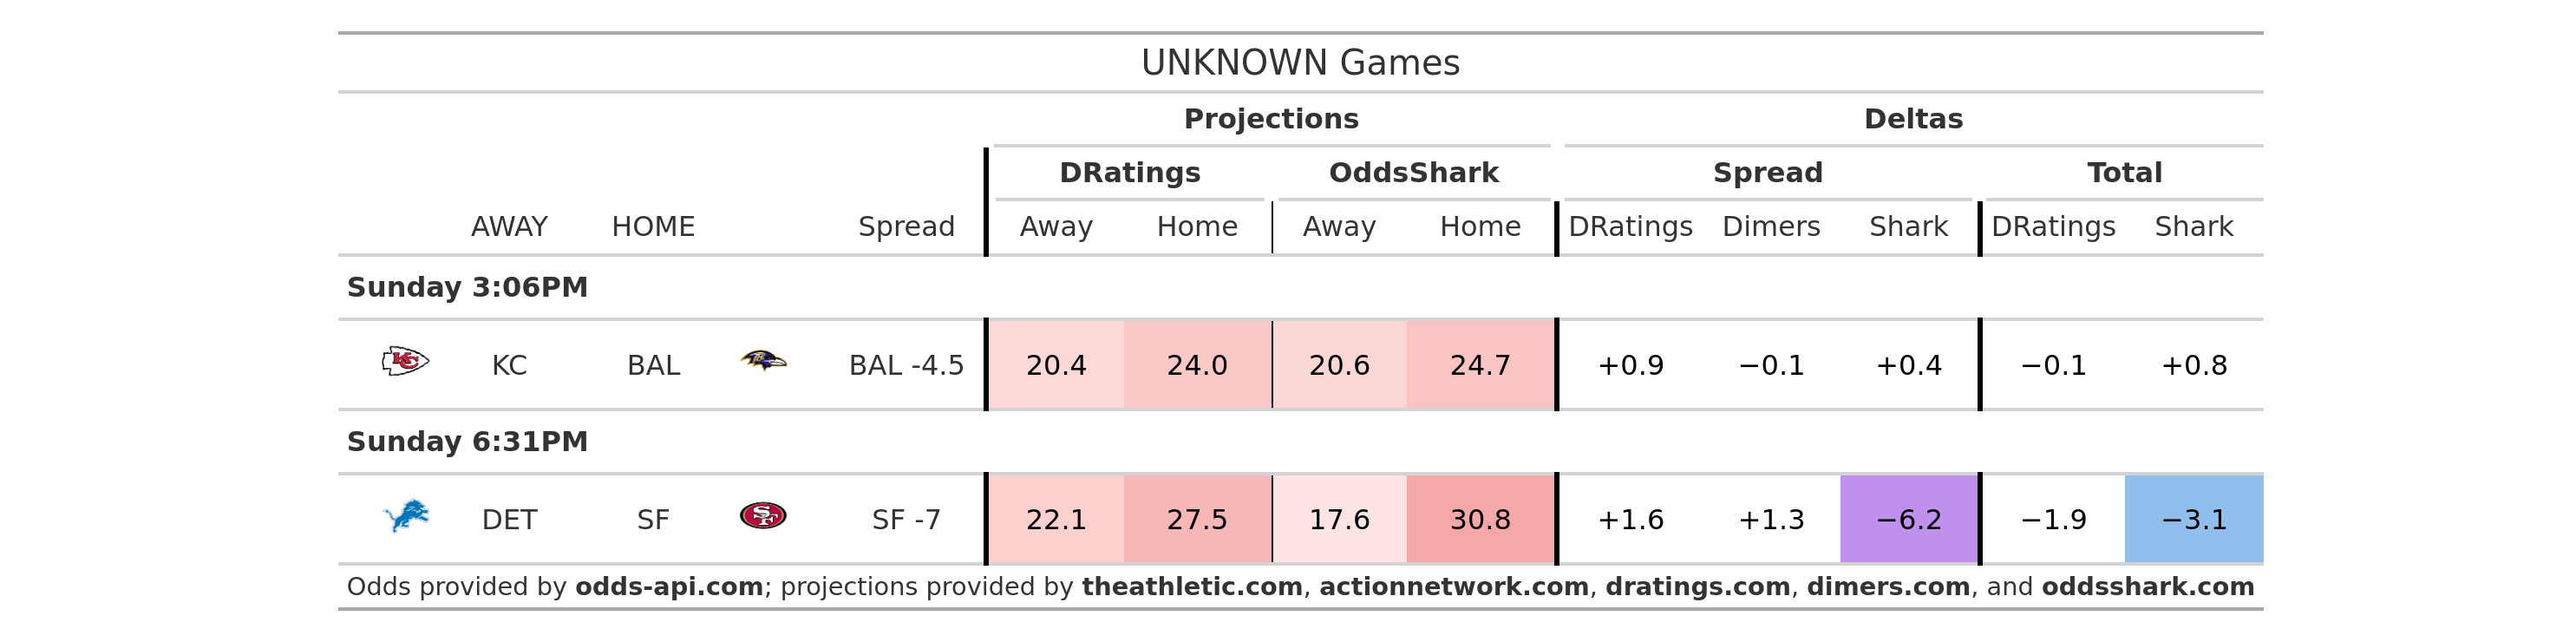 UNKNOWN Games
Projections Deltas
DRatings OddsShark Spread Total
AWAY HOME Spread Away Home Away Home DRatings Dimers Shark DRatings Shark
Sunday 3:06PM
KC KC BAL BAL -4.5 20.4 24.0 20.6 24.7 +0.9 −0.1 +0.4 −0.1 +0.8
Sunday 6:31PM
DET SF SF SF -7 22.1 27.5 17.6 30.8 +1.6 +1.3 −6.2 −1.9 −3.1
Odds provided by odds-api.com; projections provided by theathletic.com, actionnetwork.com, dratings.com, dimers.com, and oddsshark.com